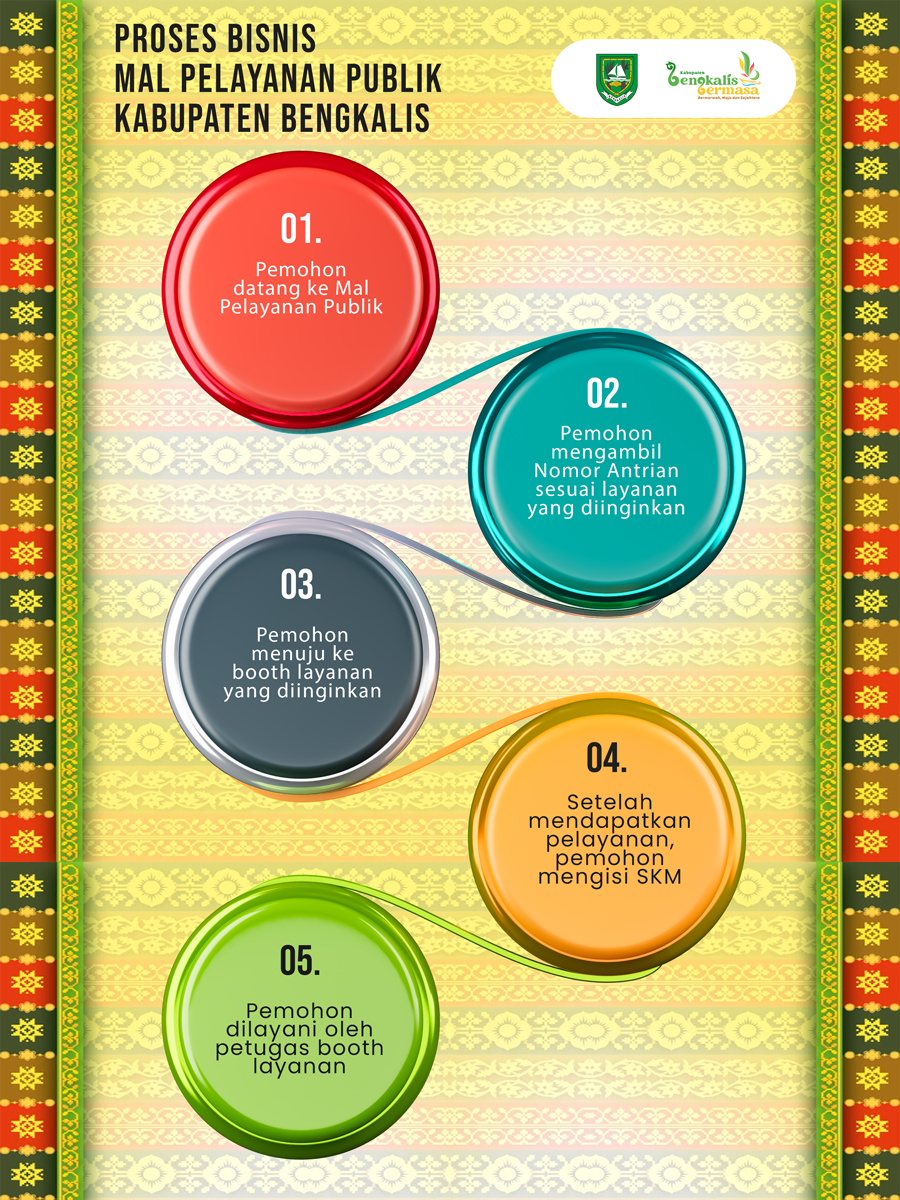 PROSES BISNIS
MAL PELAYANAN PUBLIK
KABUPATEN BENGKALIS
Kabupaten
Bengkalis
Bermasa
Bermarwah, Maju dan Sejahtera
01.
Pemohon
datang ke Mal
Pelayanan Publik
02.
Pemohon
mengambil
Nomor Antrian
sesuai layanan
yang diinginkan
03.
Pemohon
menuju ke
booth layanan
yang diinginkan
04.
Setelah
mendapatkan
pelayanan,
pemohon
mengisi SKM
05.
Pemohon
dilayani oleh
petugas booth
layanan